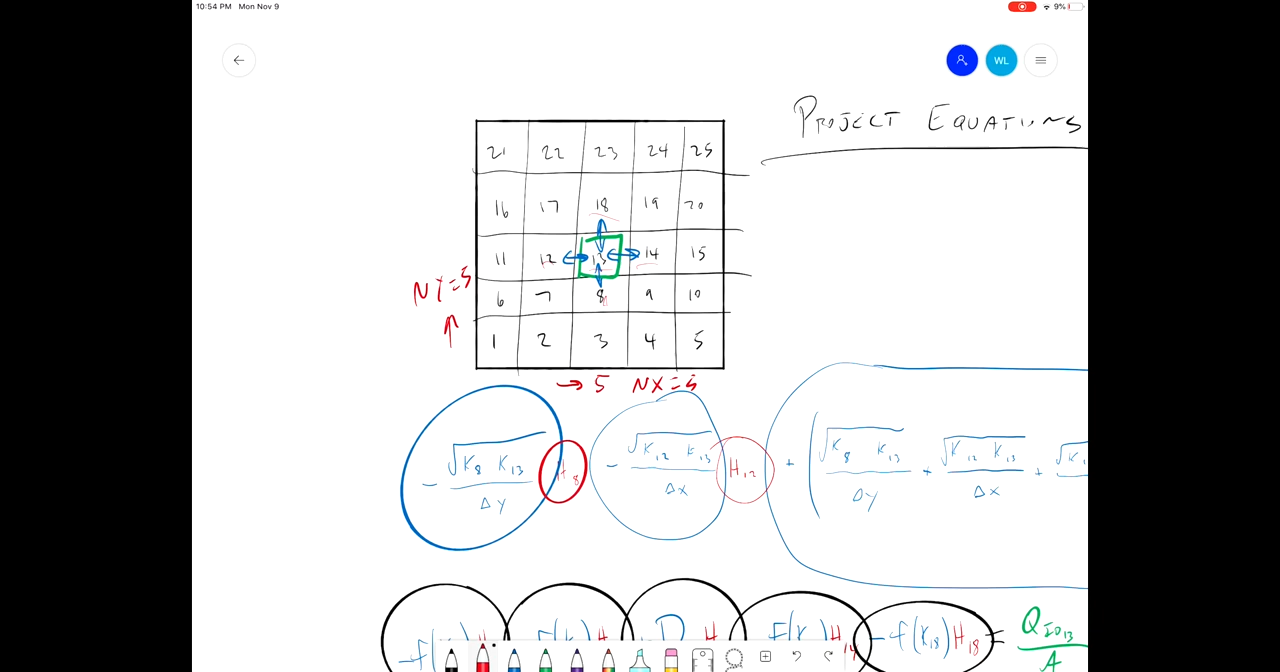 10:54 PM Mon Nov 9
9%
WL
PROJECT EQUATIONS
21 22 23 24 25
16 17 18 19 20
11 12 13 14 15
6 7 8 9 10
1 2 3 4 5
NY=5
→ 5 NX=5
- √K8 K13 / ΔY H8 - √K12 K13 / ΔX H12 + ( √K8 K13 / ΔY + √K12 K13 / ΔX + √K
-f(K18) H18 = Q2D13 / A